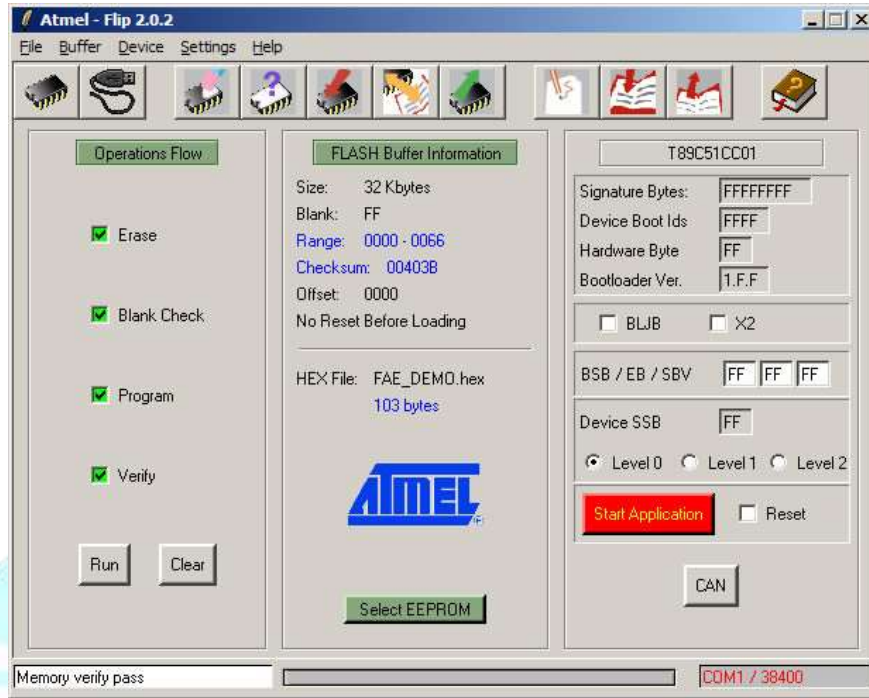 Atmel - Flip 2.0.2
File Buffer Device Settings Help
Operations Flow
Erase
Blank Check
Program
Verify
Run Clear
FLASH Buffer Information
Size: 32 Kbytes
Blank: FF
Range: 0000 - 0066
Checksum: 00403B
Offset: 0000
No Reset Before Loading
HEX File: FAE_DEMO.hex
103 bytes
ATMEL
Select EEPROM
T89C51CC01
Signature Bytes: FFFFFFFF
Device Boot Ids FFFF
Hardware Byte FF
Bootloader Ver. 1.F.F
BLJB X2
BSB / EB / SBV FF FF FF
Device SSB FF
Level 0 Level 1 Level 2
Start Application Reset
CAN
Memory verify pass
COM1 / 38400